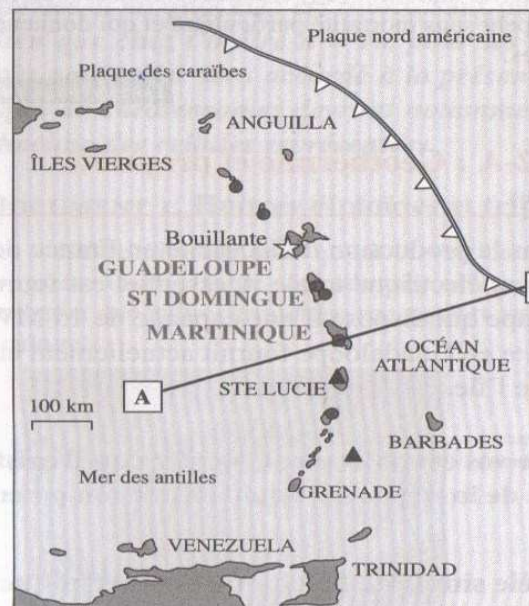 Plaque nord américaine
Plaque des caraïbes
ANGUILLA
ÎLES VIERGES
Bouillante
GUADELOUPE
ST DOMINGUE
MARTINIQUE
OCÉAN
ATLANTIQUE
A
STE LUCIE
100 km
BARBADES
Mer des antilles
GRENADE
VENEZUELA
TRINIDAD